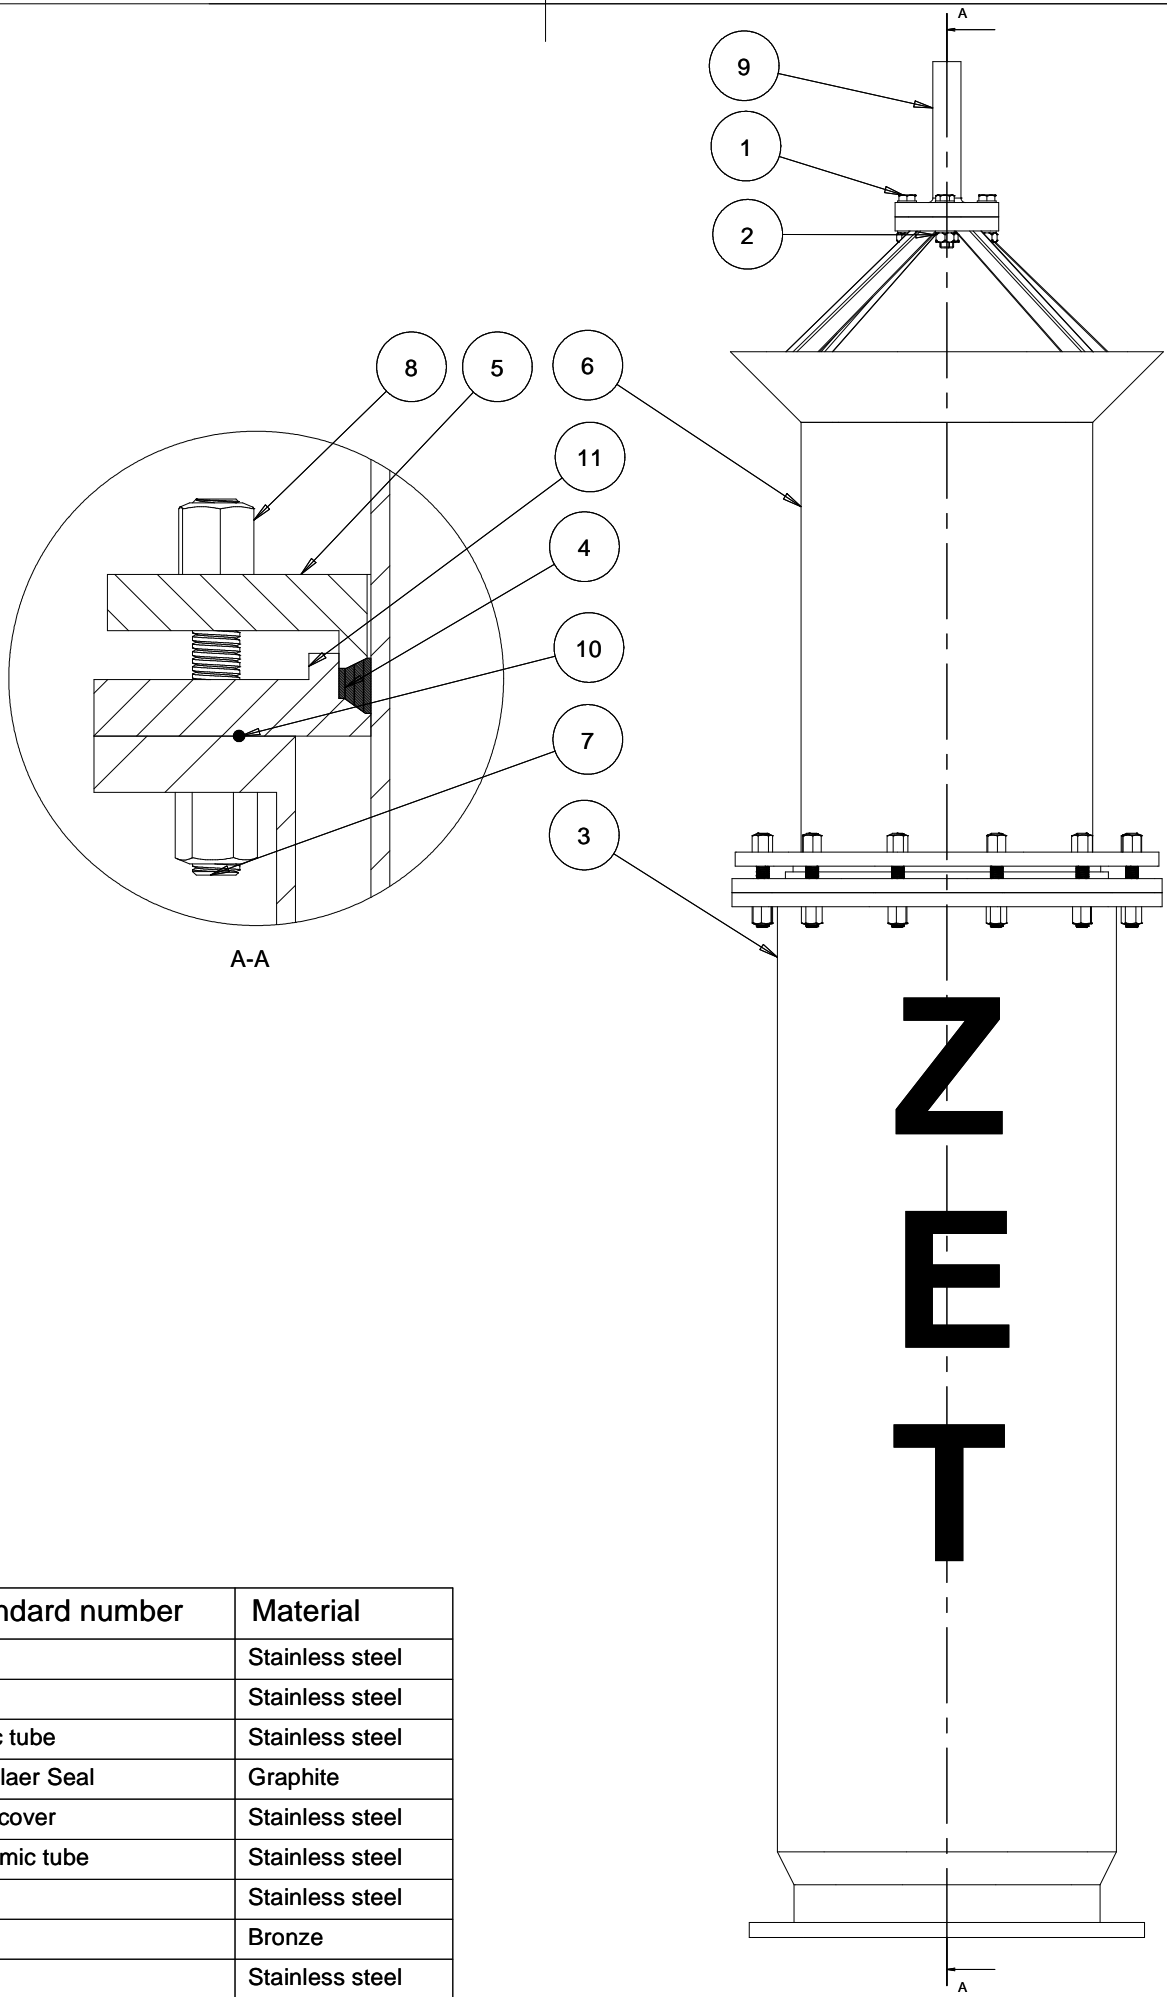 A
9
1
2
8
5
6
11
4
10
7
3
A-A
Z
E
T
ndard number Material
Stainless steel
Stainless steel
c tube Stainless steel
laer Seal Graphite
cover Stainless steel
mic tube Stainless steel
Stainless steel
Bronze
Stainless steel
A